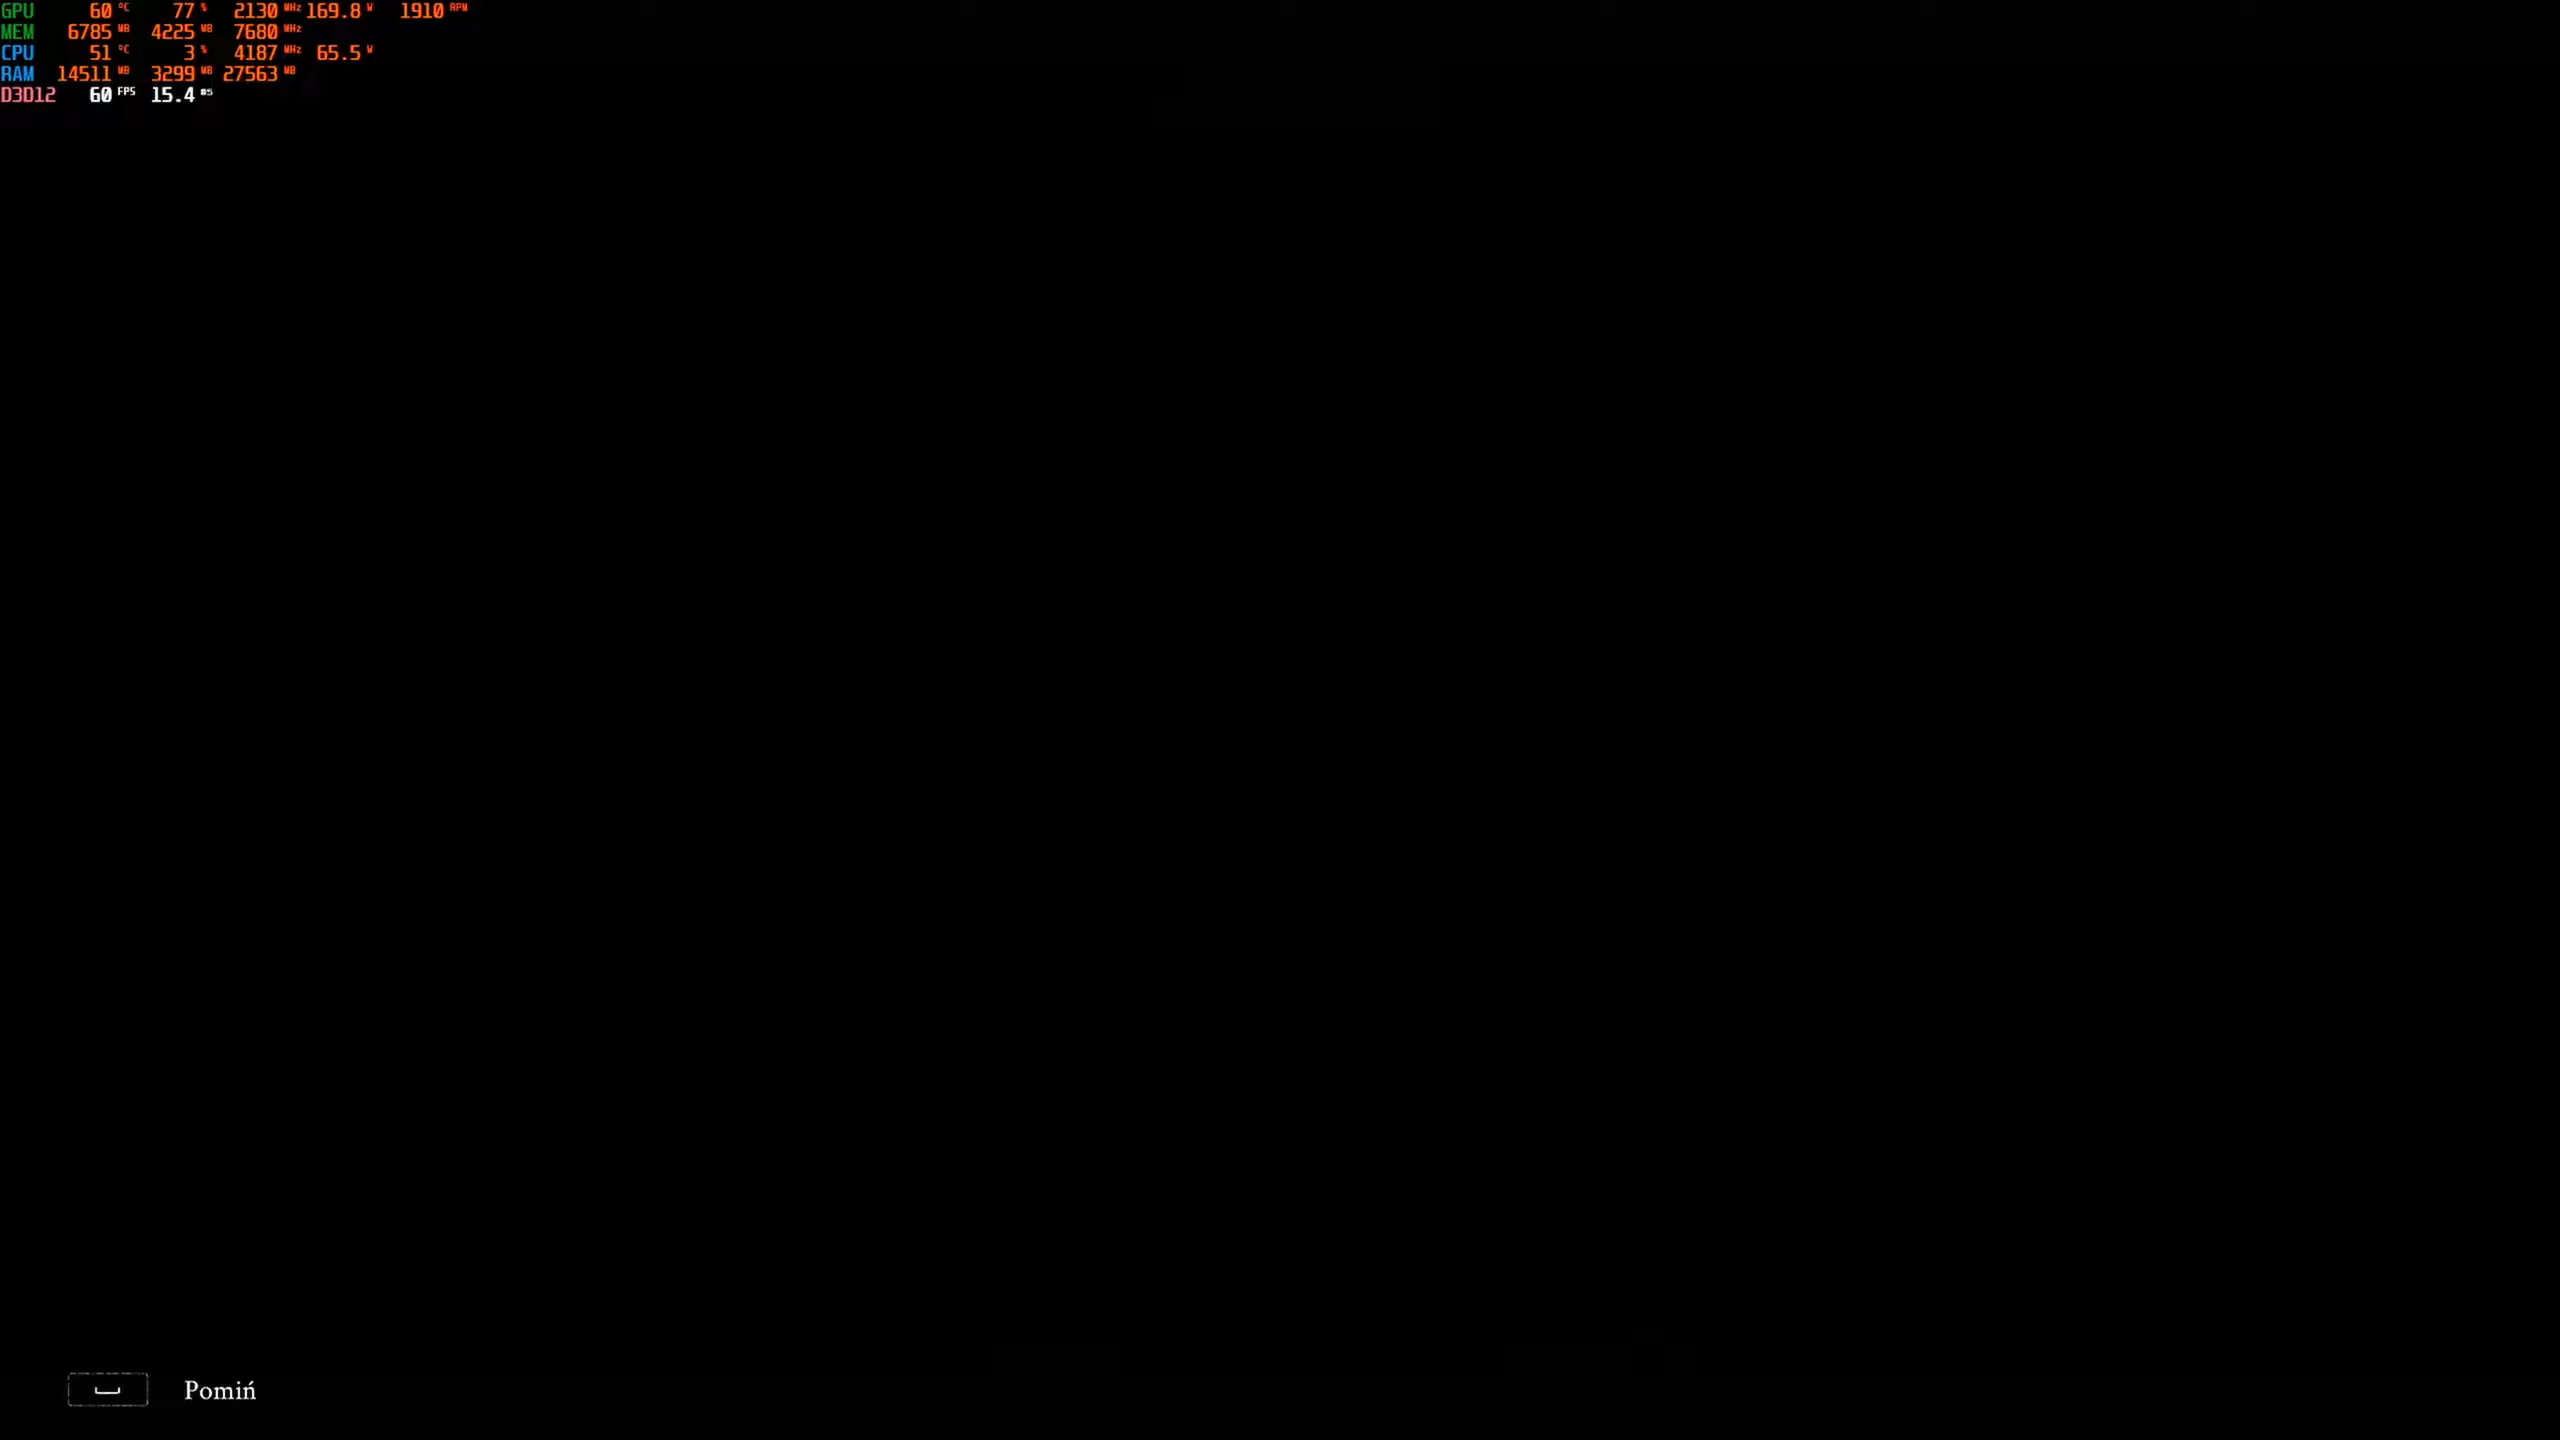 GPU 60 °C 77 % 2130 MHz 169.8 W 1910 RPM
MEM 6785 MB 4225 MB 7680 MHz
CPU 51 °C 3 % 4187 MHz 65.5 W
RAM 14511 MB 3299 MB 27563 MB
D3D12 60 FPS 15.4 ms
Pomiń